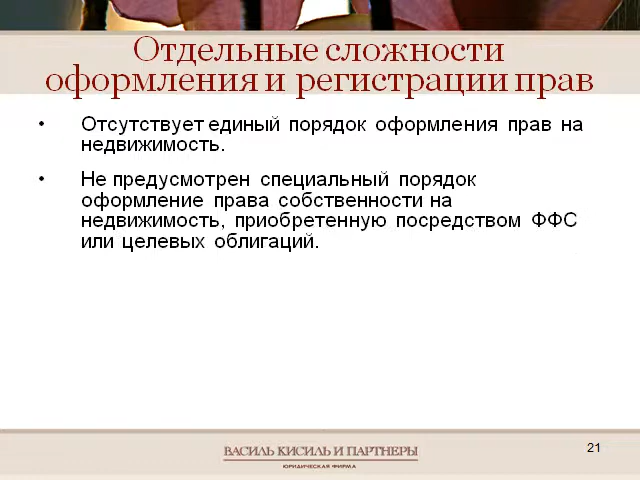 Отдельные сложности
оформления и регистрации прав
• Отсутствует единый порядок оформления прав на
недвижимость.
• Не предусмотрен специальный порядок
оформление права собственности на
недвижимость, приобретенную посредством ФФС
или целевых облигаций.
ВАСИЛЬ КИСИЛЬ И ПАРТНЕРЫ
ЮРИДИЧЕСКАЯ ФИРМА
21